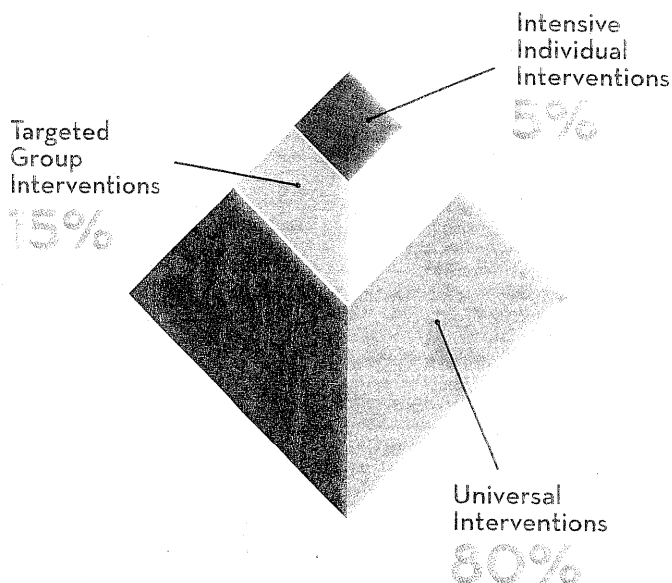 Intensive
Individual
Interventions
5%
Targeted
Group
Interventions
15%
Universal
Interventions
80%